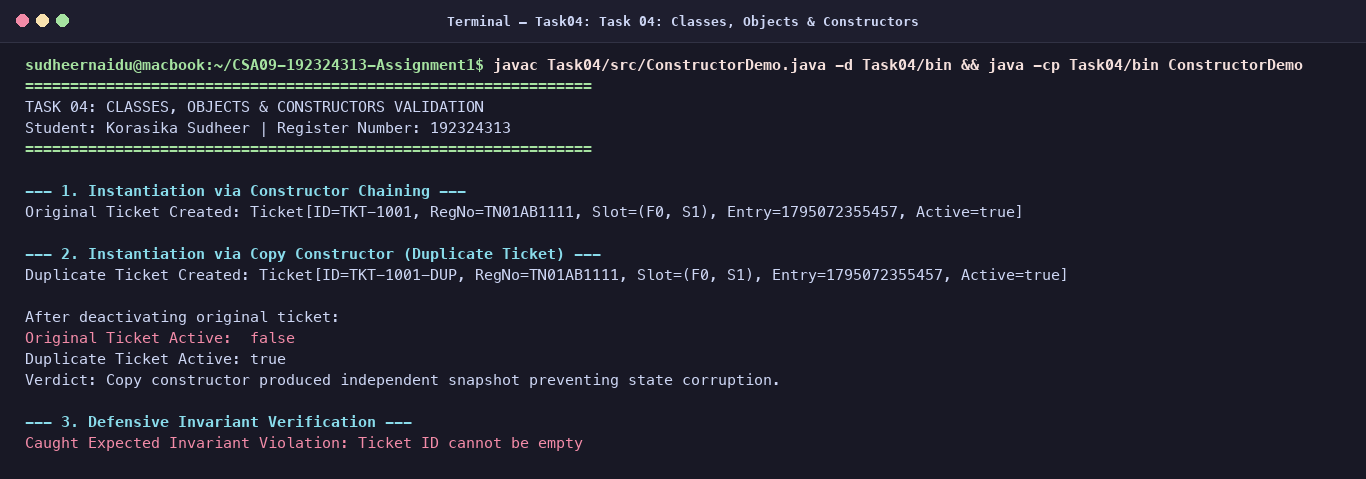 Terminal — Task04: Task 04: Classes, Objects & Constructors
sudheernaidu@macbook:~/CSA09-192324313-Assignment1$ javac Task04/src/ConstructorDemo.java -d Task04/bin && java -cp Task04/bin ConstructorDemo
===============================================================
TASK 04: CLASSES, OBJECTS & CONSTRUCTORS VALIDATION
Student: Korasika Sudheer | Register Number: 192324313
===============================================================
--- 1. Instantiation via Constructor Chaining ---
Original Ticket Created: Ticket[ID=TKT-1001, RegNo=TN01AB1111, Slot=(F0, S1), Entry=1795072355457, Active=true]
--- 2. Instantiation via Copy Constructor (Duplicate Ticket) ---
Duplicate Ticket Created: Ticket[ID=TKT-1001-DUP, RegNo=TN01AB1111, Slot=(F0, S1), Entry=1795072355457, Active=true]
After deactivating original ticket:
Original Ticket Active:  false
Duplicate Ticket Active: true
Verdict: Copy constructor produced independent snapshot preventing state corruption.
--- 3. Defensive Invariant Verification ---
Caught Expected Invariant Violation: Ticket ID cannot be empty